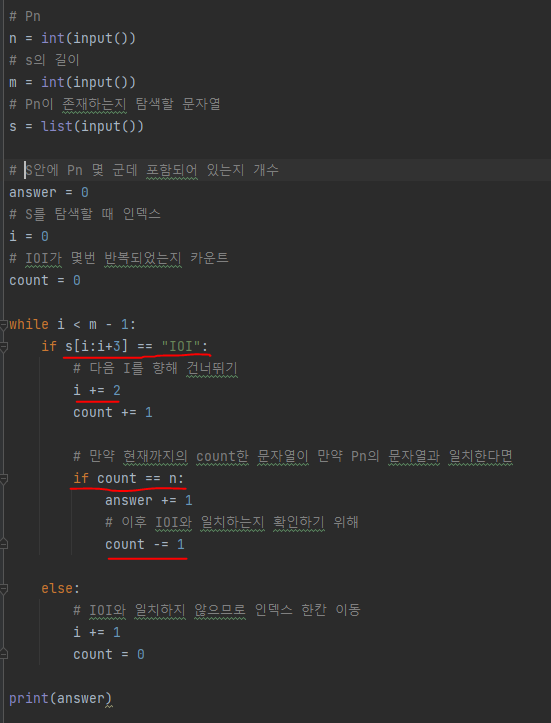 # Pn
n = int(input())
# s의 길이
m = int(input())
# Pn이 존재하는지 탐색할 문자열
s = list(input())
# S안에 Pn 몇 군데 포함되어 있는지 개수
answer = 0
# S를 탐색할 때 인덱스
i = 0
# IOI가 몇번 반복되었는지 카운트
count = 0
while i < m - 1:
if s[i:i+3] == "IOI":
# 다음 I를 향해 건너뛰기
i += 2
count += 1
# 만약 현재까지의 count한 문자열이 만약 Pn의 문자열과 일치한다면
if count == n:
answer += 1
# 이후 IOI와 일치하는지 확인하기 위해
count -= 1
else:
# IOI와 일치하지 않으므로 인덱스 한칸 이동
i += 1
count = 0
print(answer)